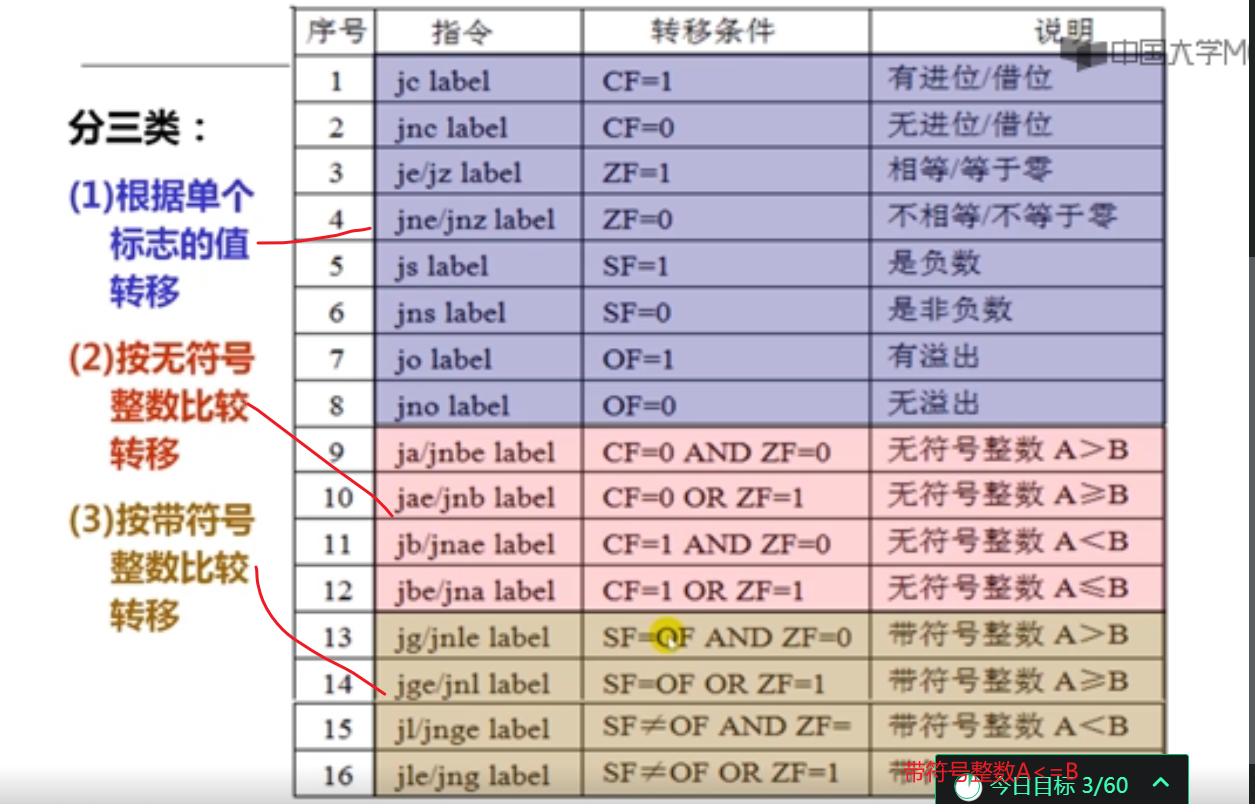 序号 指令 转移条件 说明
中国大学M
1 jc label CF=1 有进位/借位
2 jnc label CF=0 无进位/借位
3 je/jz label ZF=1 相等/等于零
4 jne/jnz label ZF=0 不相等/不等于零
5 js label SF=1 是负数
6 jns label SF=0 是非负数
7 jo label OF=1 有溢出
8 jno label OF=0 无溢出
9 ja/jnbe label CF=0 AND ZF=0 无符号整数 A>B
10 jae/jnb label CF=0 OR ZF=1 无符号整数 A≥B
11 jb/jnae label CF=1 AND ZF=0 无符号整数 A<B
12 jbe/jna label CF=1 OR ZF=1 无符号整数 A≤B
13 jg/jnle label SF=OF AND ZF=0 带符号整数 A>B
14 jge/jnl label SF=OF OR ZF=1 带符号整数 A≥B
15 jl/jnge label SF≠OF AND ZF= 带符号整数 A<B
16 jle/jng label SF≠OF OR ZF=1 带符号整数A<=B
分三类：
(1)根据单个
标志的值
转移
(2)按无符号
整数比较
转移
(3)按带符号
整数比较
转移
今日目标 3/60